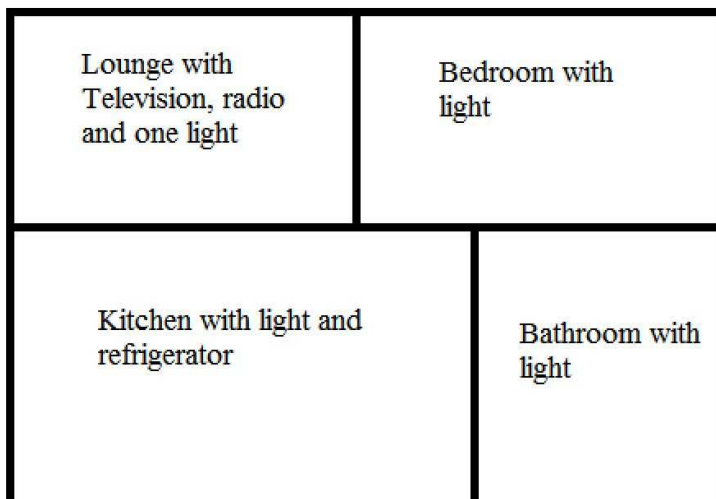 Lounge with
Television, radio
and one light
Bedroom with
light
Kitchen with light and
refrigerator
Bathroom with
light